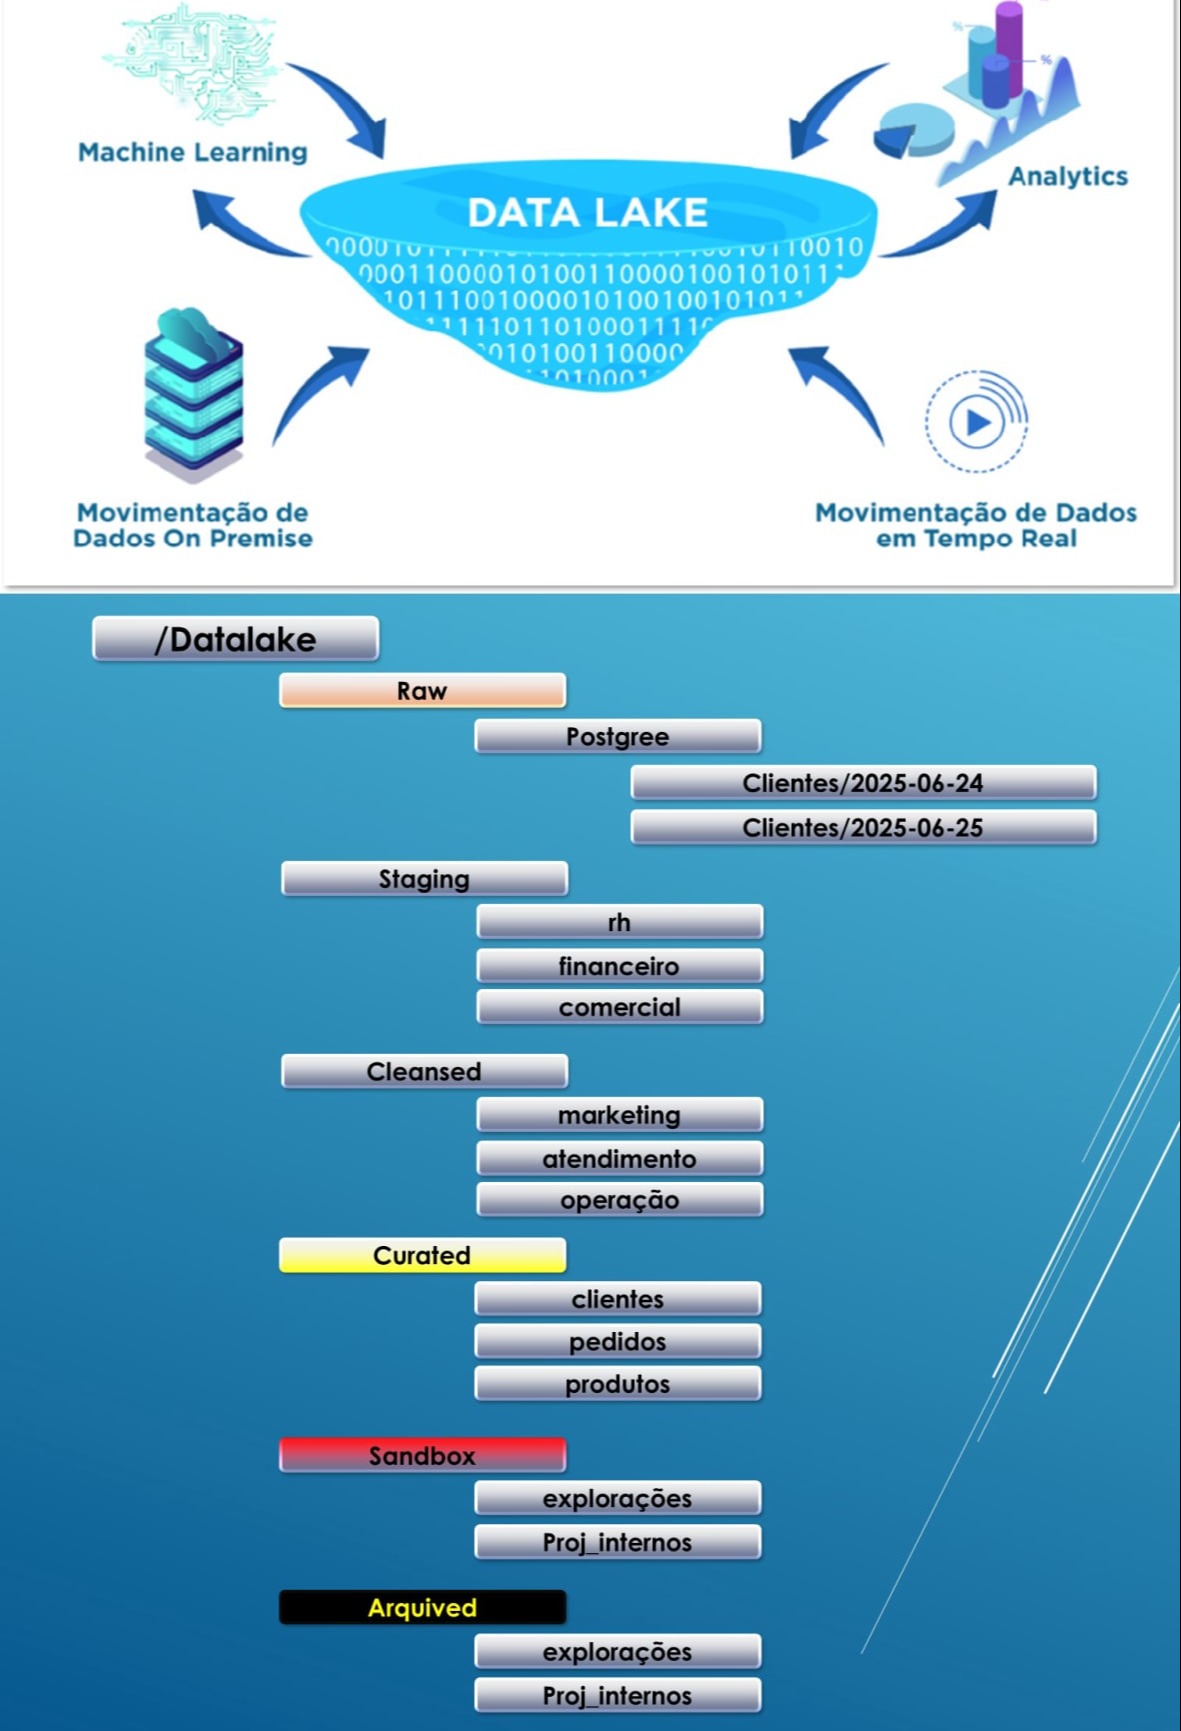 Machine Learning
Analytics
DATA LAKE
Movimentação de
Dados On Premise
Movimentação de Dados
em Tempo Real
/Datalake
Raw
Postgree
Clientes/2025-06-24
Clientes/2025-06-25
Staging
rh
financeiro
comercial
Cleansed
marketing
atendimento
operação
Curated
clientes
pedidos
produtos
Sandbox
explorações
Proj_internos
Arquived
explorações
Proj_internos